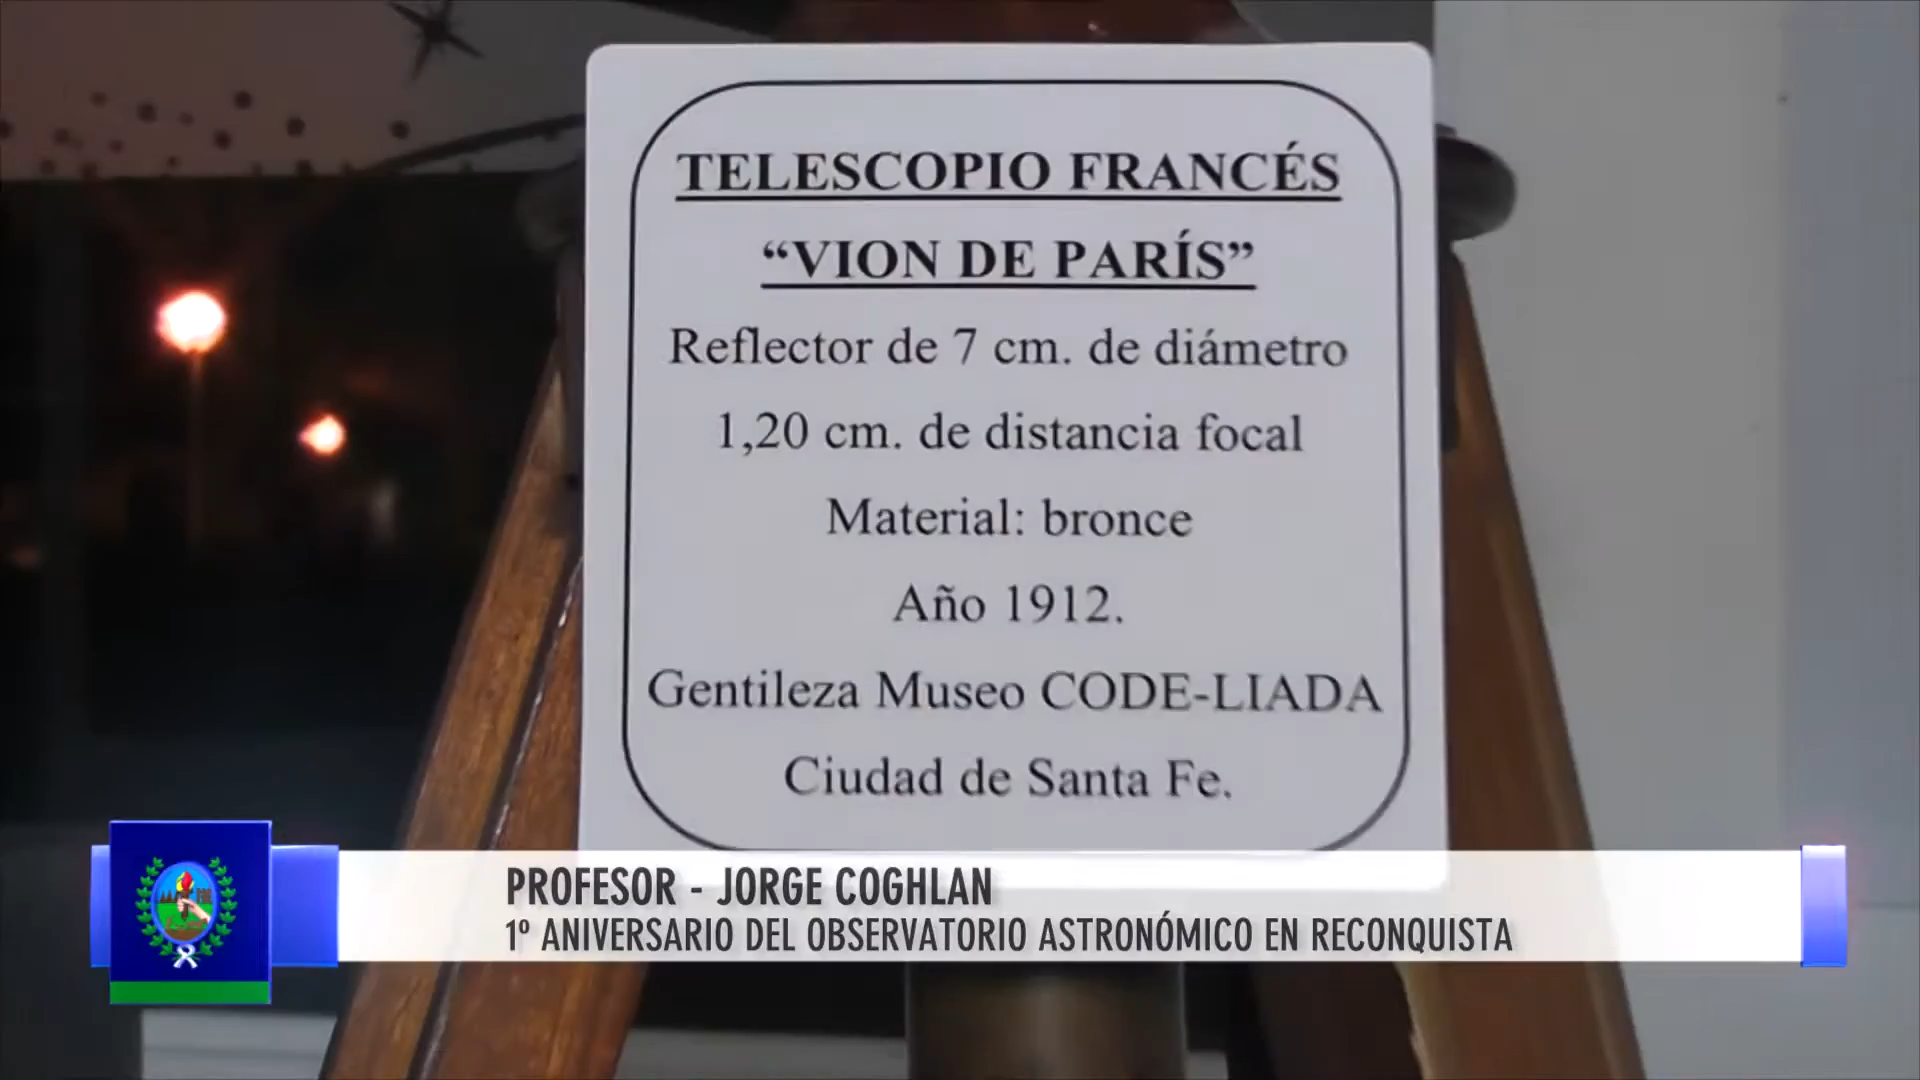 TELESCOPIO FRANCÉS
“VION DE PARÍS”
Reflector de 7 cm. de diámetro
1,20 cm. de distancia focal
Material: bronce
Año 1912.
Gentileza Museo CODE-LIADA
Ciudad de Santa Fe.
PROFESOR - JORGE COGHLAN
1º ANIVERSARIO DEL OBSERVATORIO ASTRONÓMICO EN RECONQUISTA